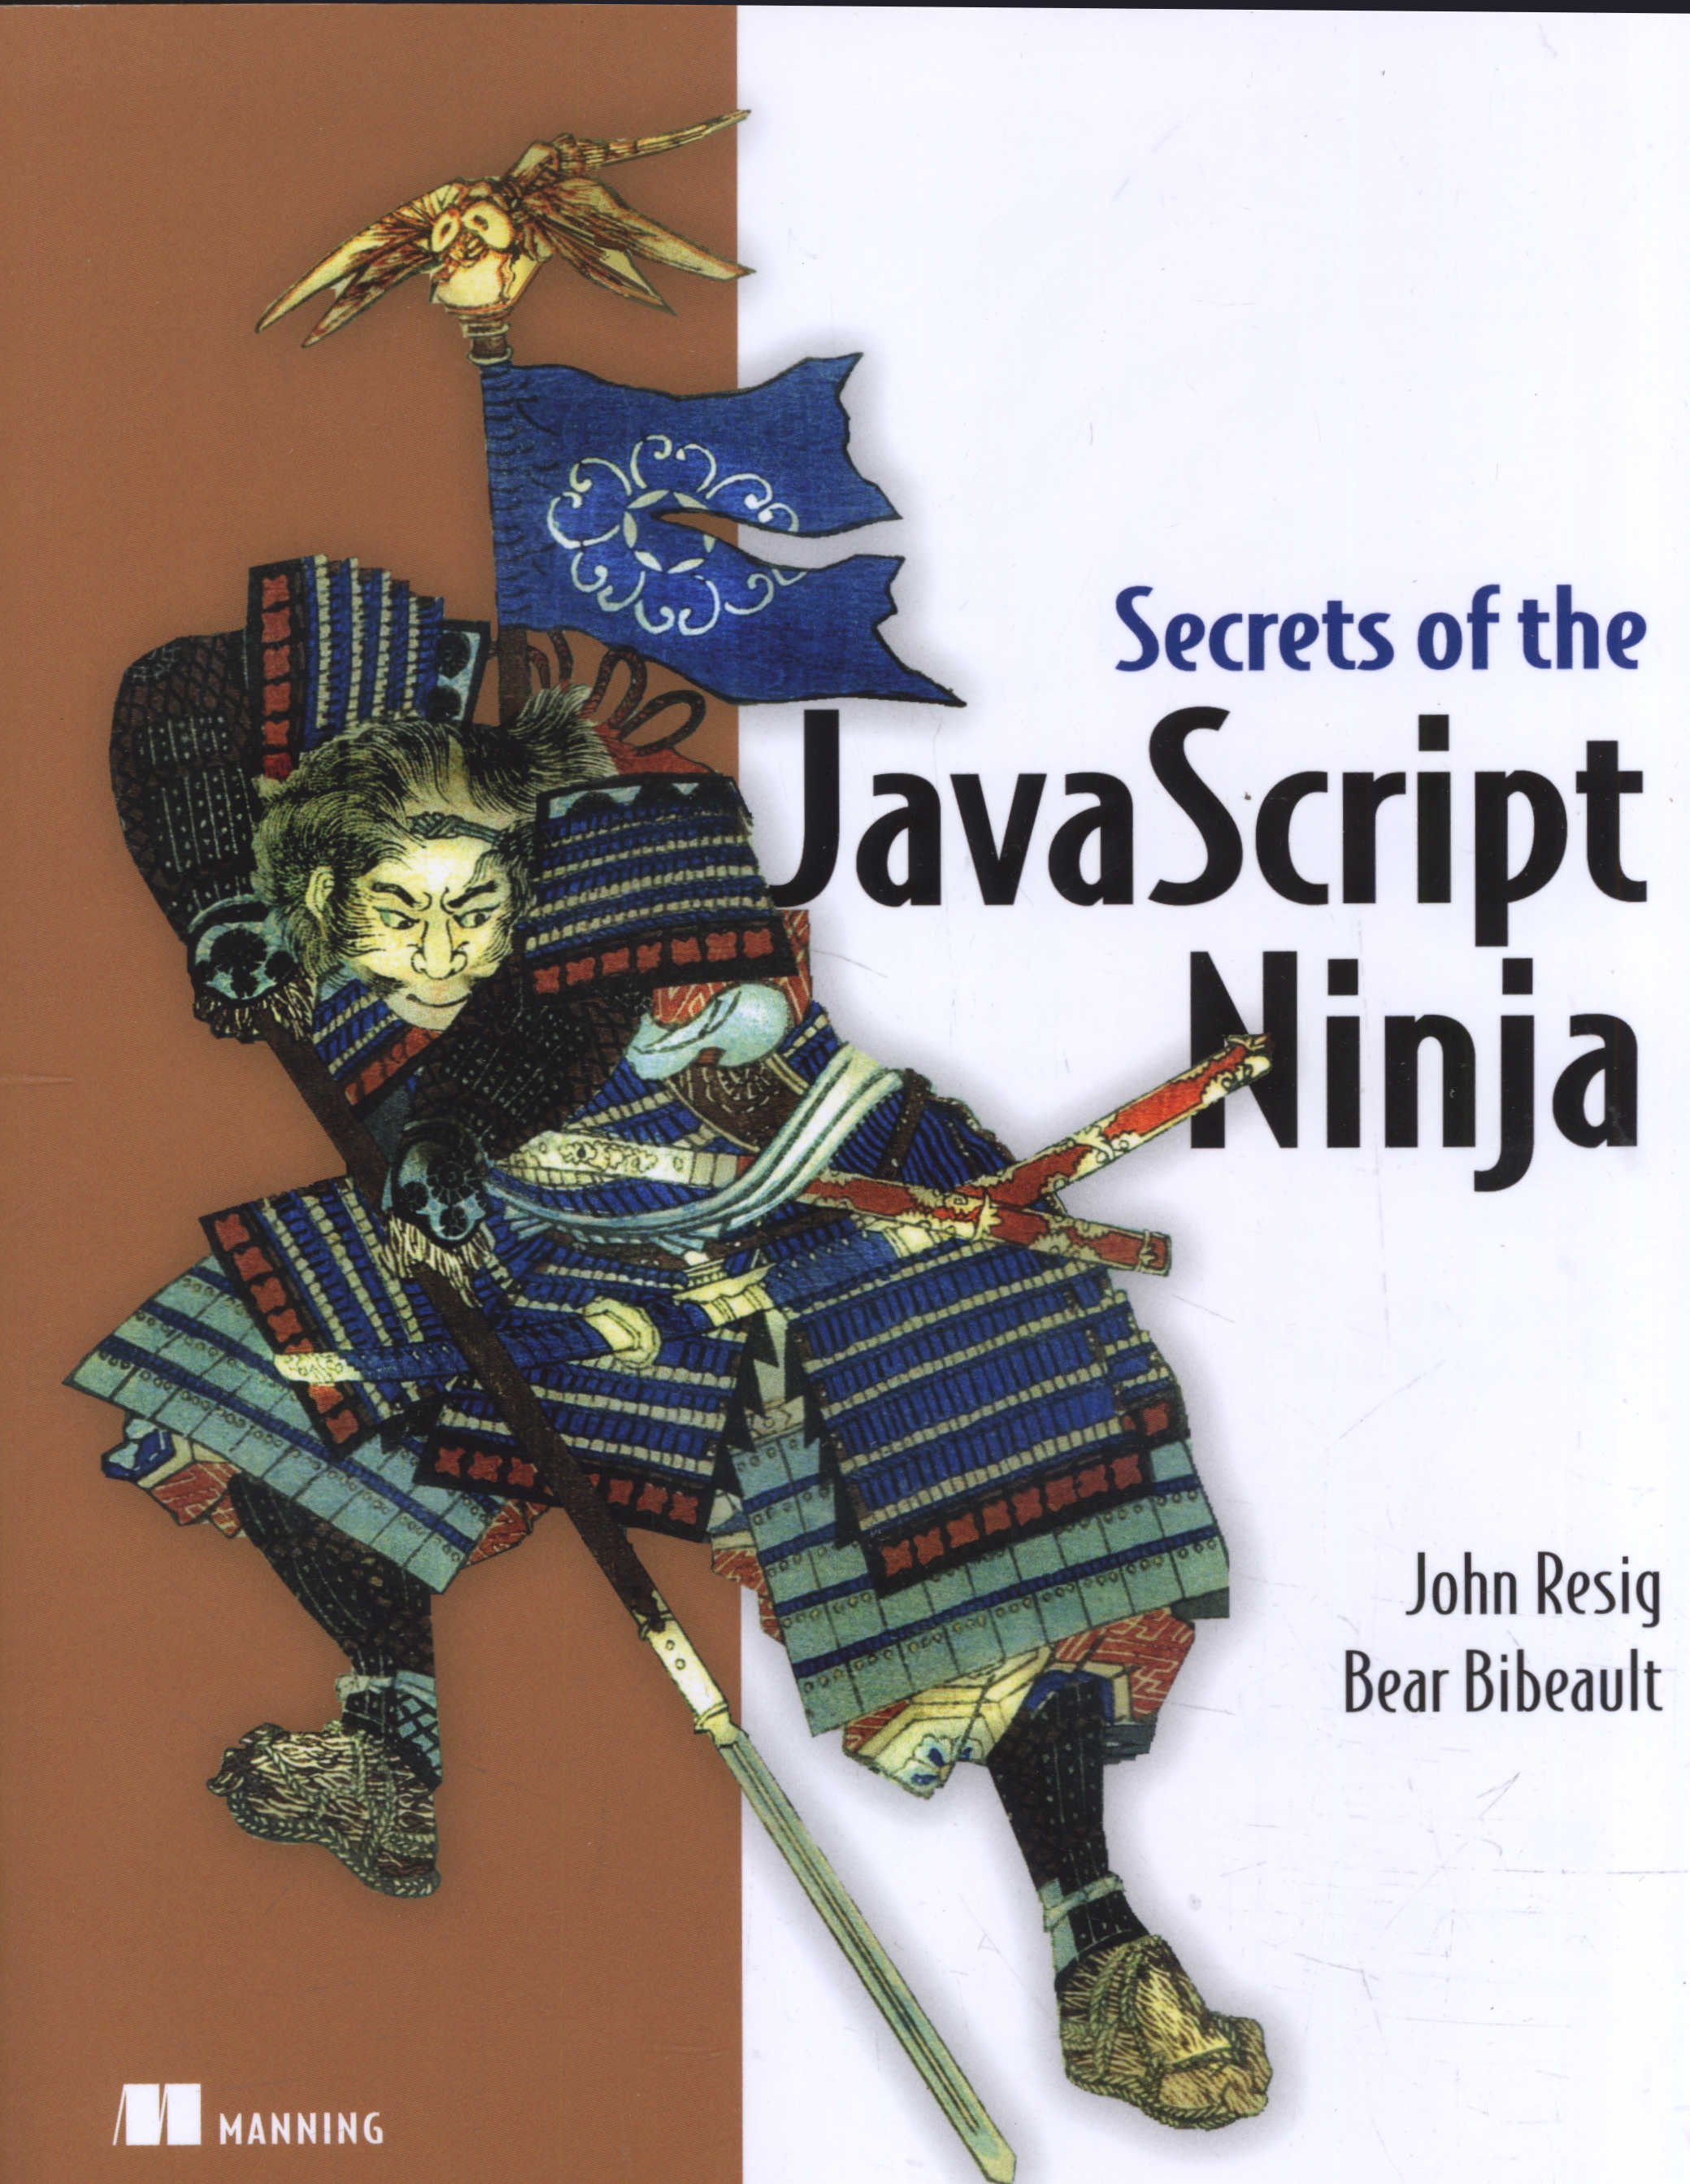 Secrets of the
JavaScript
Ninja
John Resig
Bear Bibeault
MANNING